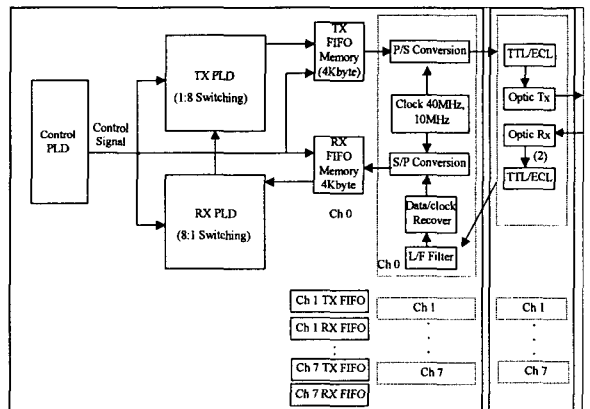 Control
PLD
Control
Signal
TX PLD
(1:8 Switching)
RX PLD
(8:1 Switching)
TX
FIFO
Memory
(4Kbyte)
RX
FIFO
Memory
4Kbyte
Ch 0
P/S Conversion
Clock 40MHz,
10MHz
S/P Conversion
Data/clock
Recover
L/F Filter
Ch 0
TTL/ECL
Optic Tx
Optic Rx
(2)
TTL/ECL
Ch 1 TX FIFO
Ch 1 RX FIFO
Ch 7 TX FIFO
Ch 7 RX FIFO
Ch 1
Ch 7
Ch 1
Ch 7